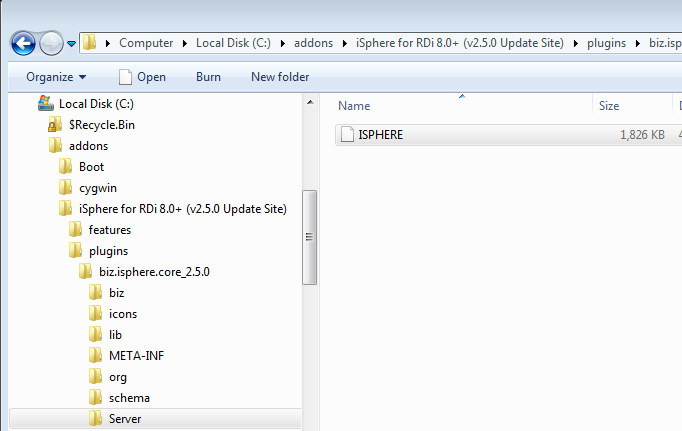 Computer ▸ Local Disk (C:) ▸ addons ▸ iSphere for RDi 8.0+ (v2.5.0 Update Site) ▸ plugins ▸ biz.isp
Organize Open Burn New folder
Local Disk (C:)
$Recycle.Bin
addons
Boot
cygwin
iSphere for RDi 8.0+ (v2.5.0 Update Site)
features
plugins
biz.isphere.core_2.5.0
biz
icons
lib
META-INF
org
schema
Server
Name Size
ISPHERE 1,826 KB